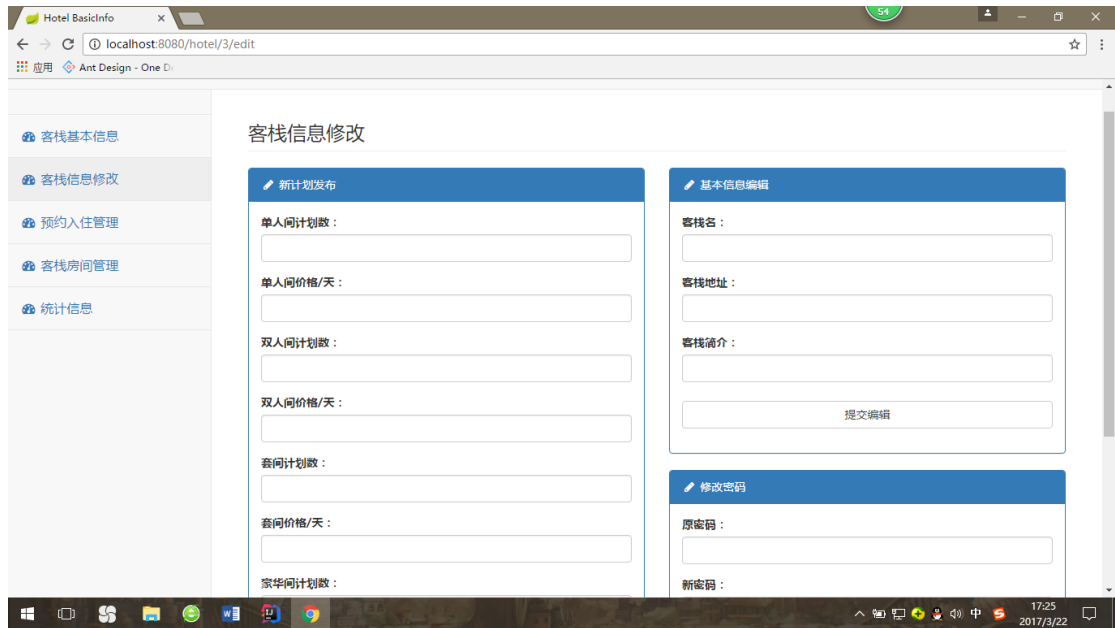 Hotel BasicInfo
54
localhost:8080/hotel/3/edit
应用
Ant Design - One D
客栈基本信息
客栈信息修改
预约入住管理
客栈房间管理
统计信息
客栈信息修改
新计划发布
单人间计划数：
单人间价格/天：
双人间计划数：
双人间价格/天：
套间计划数：
套间价格/天：
豪华间计划数：
基本信息编辑
客栈名：
客栈地址：
客栈简介：
提交编辑
修改密码
原密码：
新密码：
中
17:25
2017/3/22